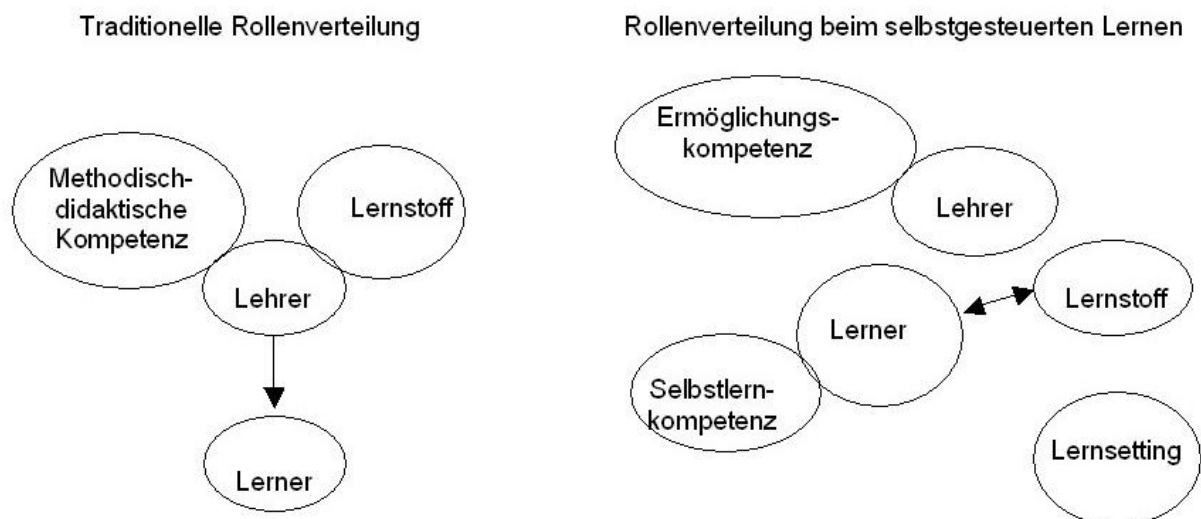 Traditionelle Rollenverteilung
Methodisch-
didaktische
Kompetenz
Lernstoff
Lehrer
Lerner
Rollenverteilung beim selbstgesteuerten Lernen
Ermöglichungs-
kompetenz
Lehrer
Lernstoff
Lerner
Selbstlern-
kompetenz
Lernsetting